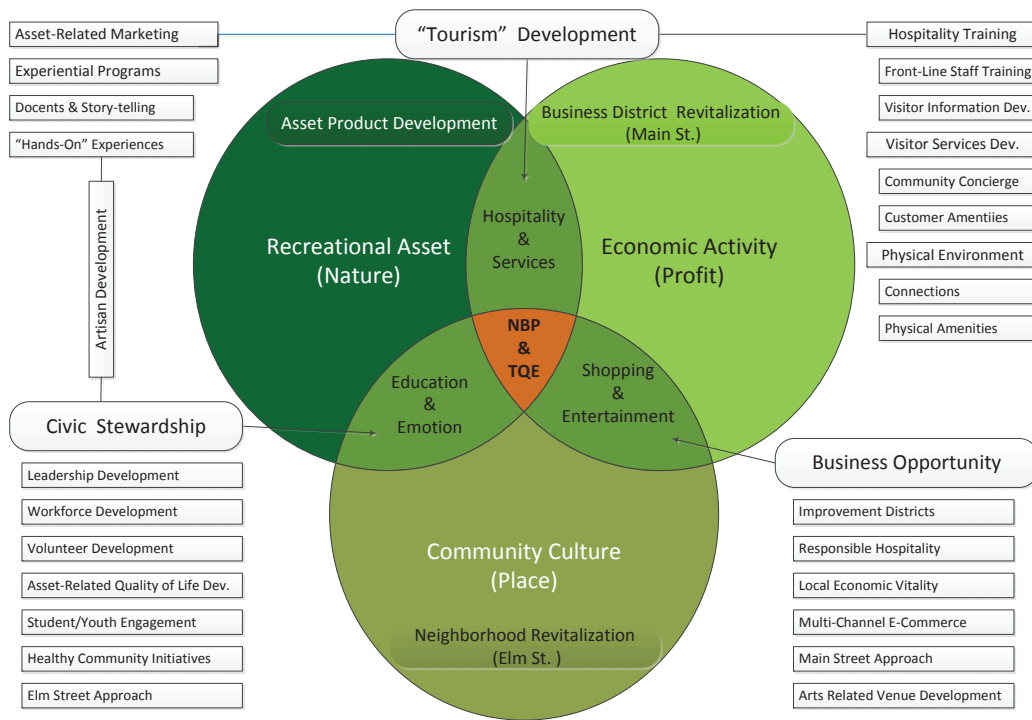 "Tourism" Development
Asset-Related Marketing
Experiential Programs
Docents & Story-telling
"Hands-On" Experiences
Artisan Development
Hospitality Training
Front-Line Staff Training
Visitor Information Dev.
Visitor Services Dev.
Community Concierge
Customer Amentiies
Physical Environment
Connections
Physical Amenities
Asset Product Development
Business District Revitalization
(Main St.)
Hospitality
&
Services
Recreational Asset
(Nature)
Economic Activity
(Profit)
NBP
&
TQE
Education
&
Emotion
Shopping
&
Entertainment
Civic Stewardship
Leadership Development
Workforce Development
Volunteer Development
Asset-Related Quality of Life Dev.
Student/Youth Engagement
Healthy Community Initiatives
Elm Street Approach
Community Culture
(Place)
Neighborhood Revitalization
(Elm St. )
Business Opportunity
Improvement Districts
Responsible Hospitality
Local Economic Vitality
Multi-Channel E-Commerce
Main Street Approach
Arts Related Venue Development